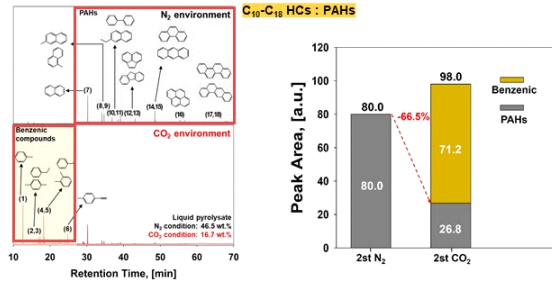 C10-C18 HCs : PAHs
PAHs
N2 environment
(7)
(8,9)
(10,11)
(12,13)
(14,15)
(16)
(17,18)
Benzenic
compounds
CO2 environment
(1)
(2,3)
(4,5)
(6)
Liquid pyrolysate
N2 condition: 46.5 wt.%
CO2 condition: 16.7 wt.%
10 20 30 40 50 60 70
Retention Time, [min]
Peak Area, [a.u.]
120
100
80
60
40
20
0
80.0
-66.5%
98.0
Benzenic
PAHs
71.2
80.0
26.8
2st N2
2st CO2